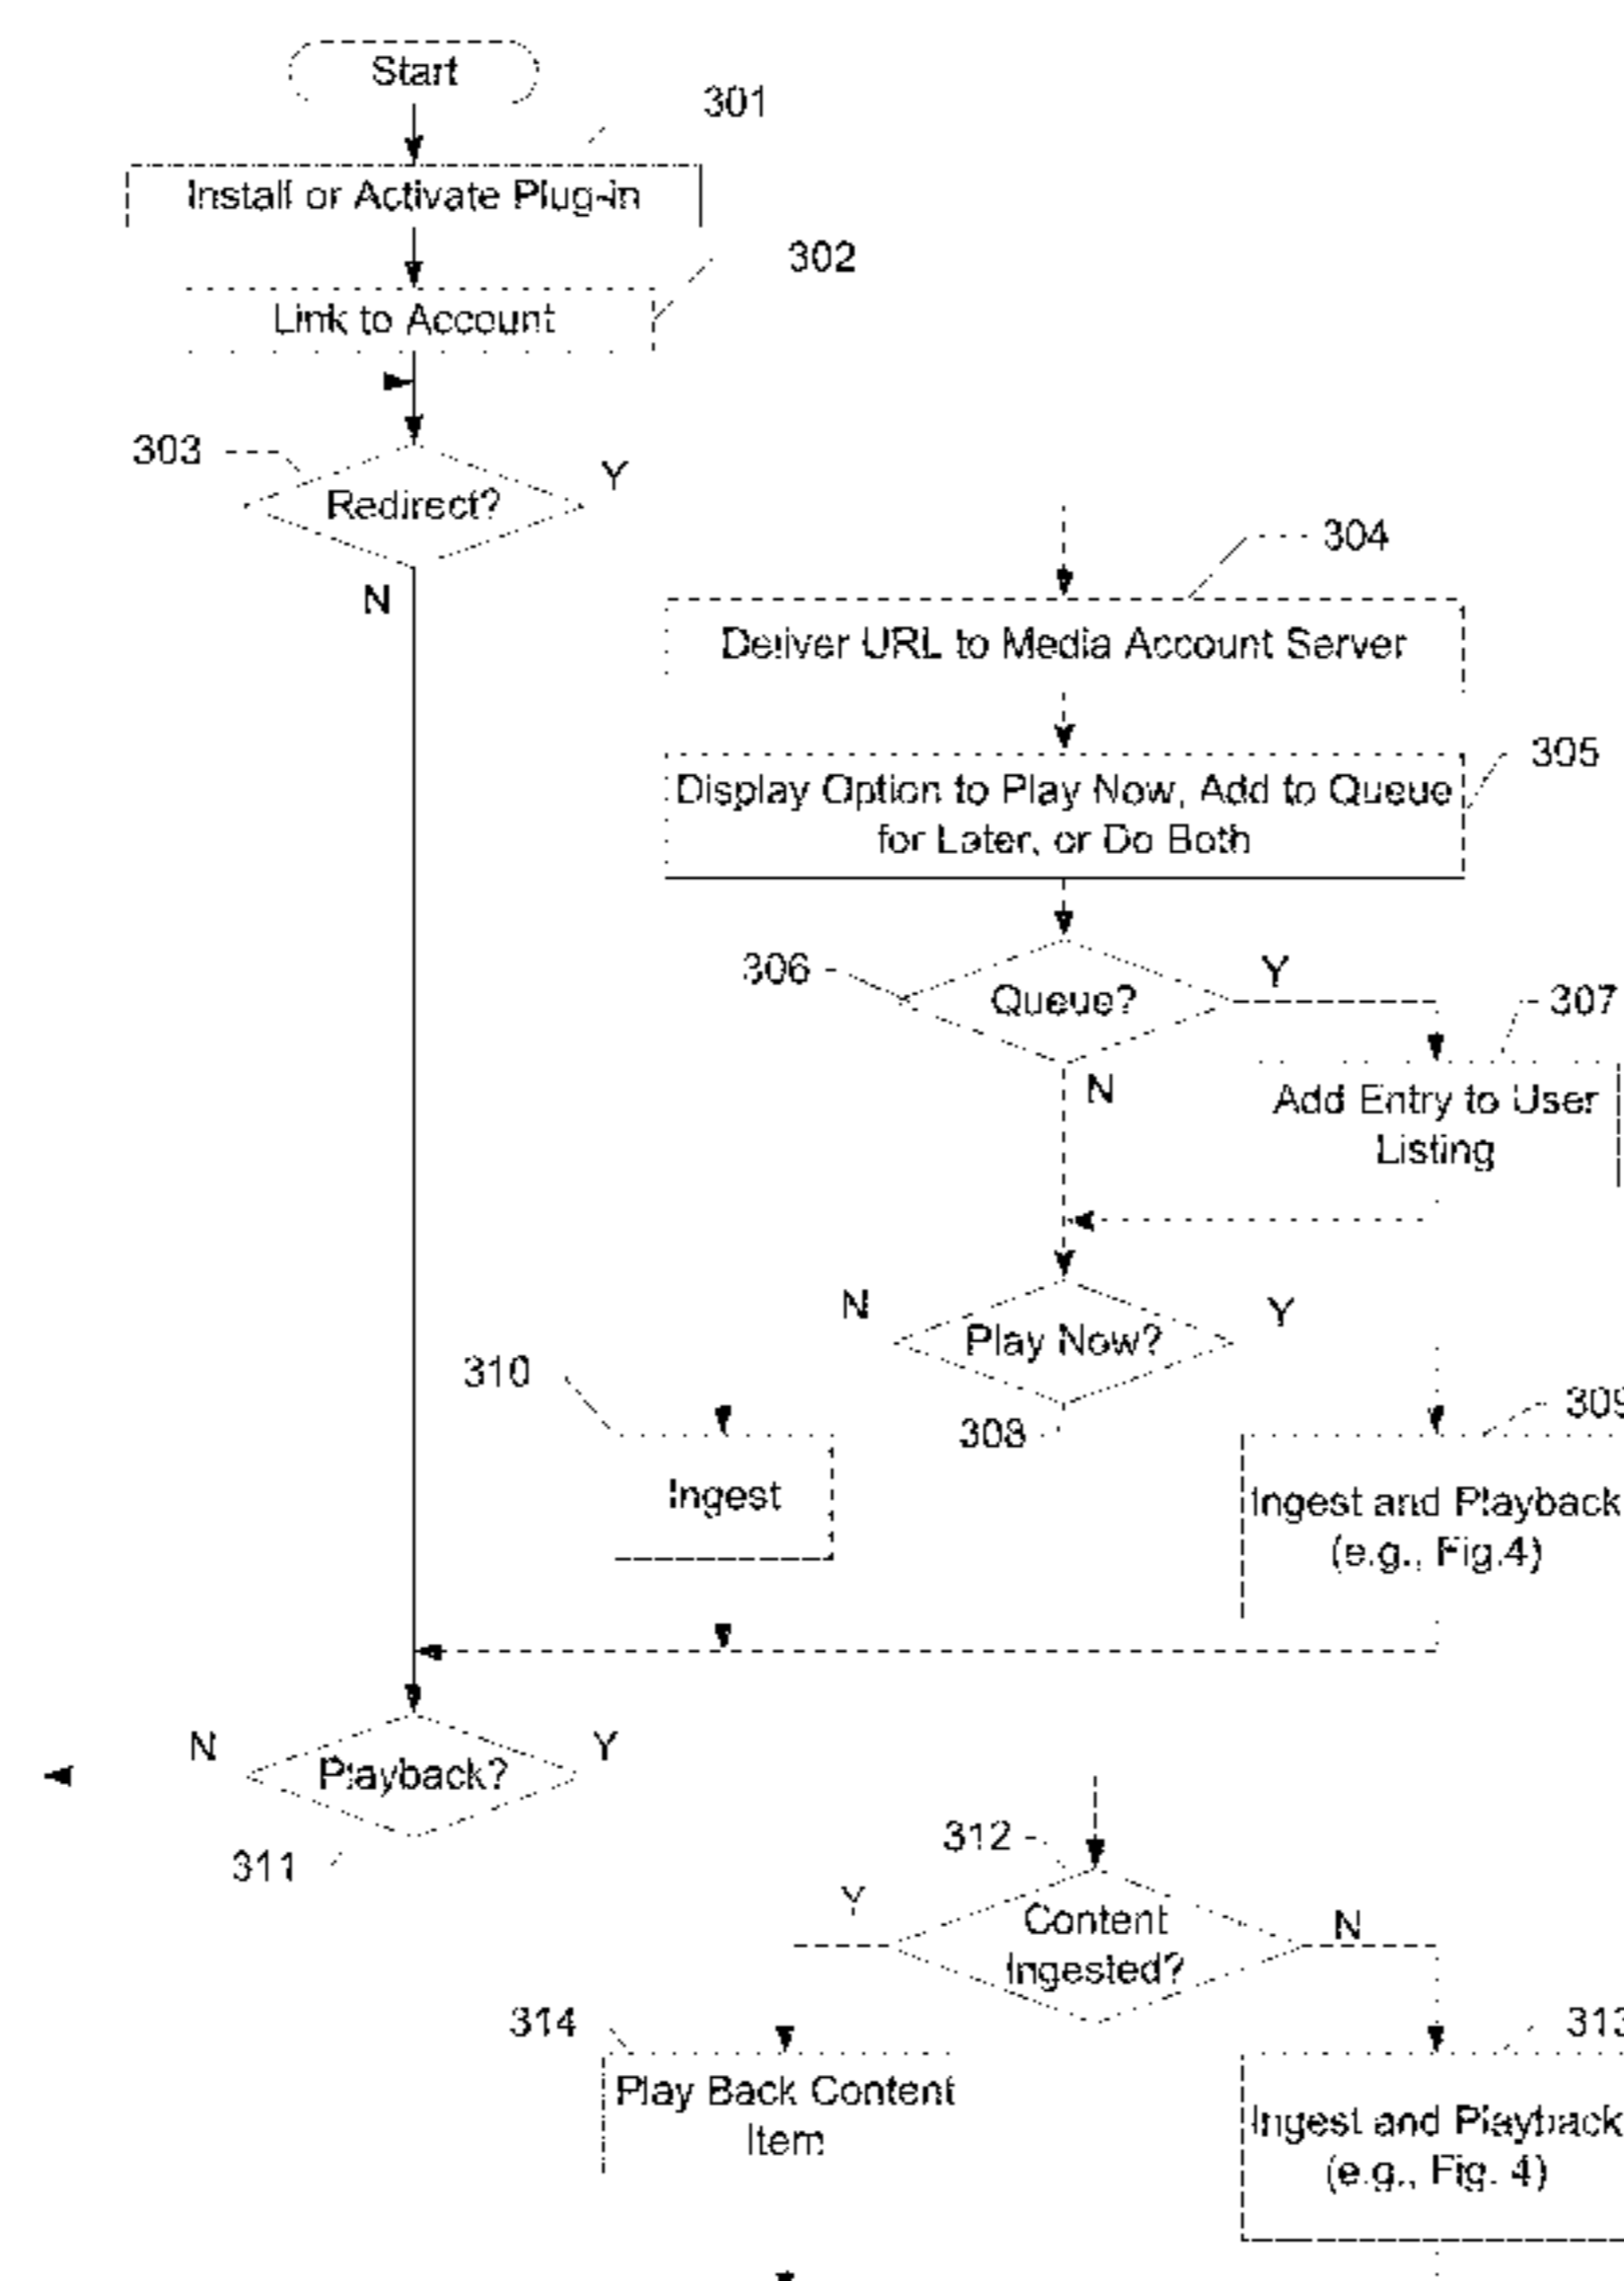 Start
301
Install or Activate Plug-in
302
Link to Account
303
Redirect?
Y
N
304
Deliver URL to Media Account Server
305
Display Option to Play Now, Add to Queue
for Later, or Do Both
306
Queue?
Y
N
307
Add Entry to User
Listing
N
Play Now?
Y
308
310
Ingest
309
Ingest and Playback
(e.g., Fig.4)
N
Playback?
Y
311
312
Y
Content
Ingested?
N
314
Play Back Content
Item
313
Ingest and Playback
(e.g., Fig. 4)